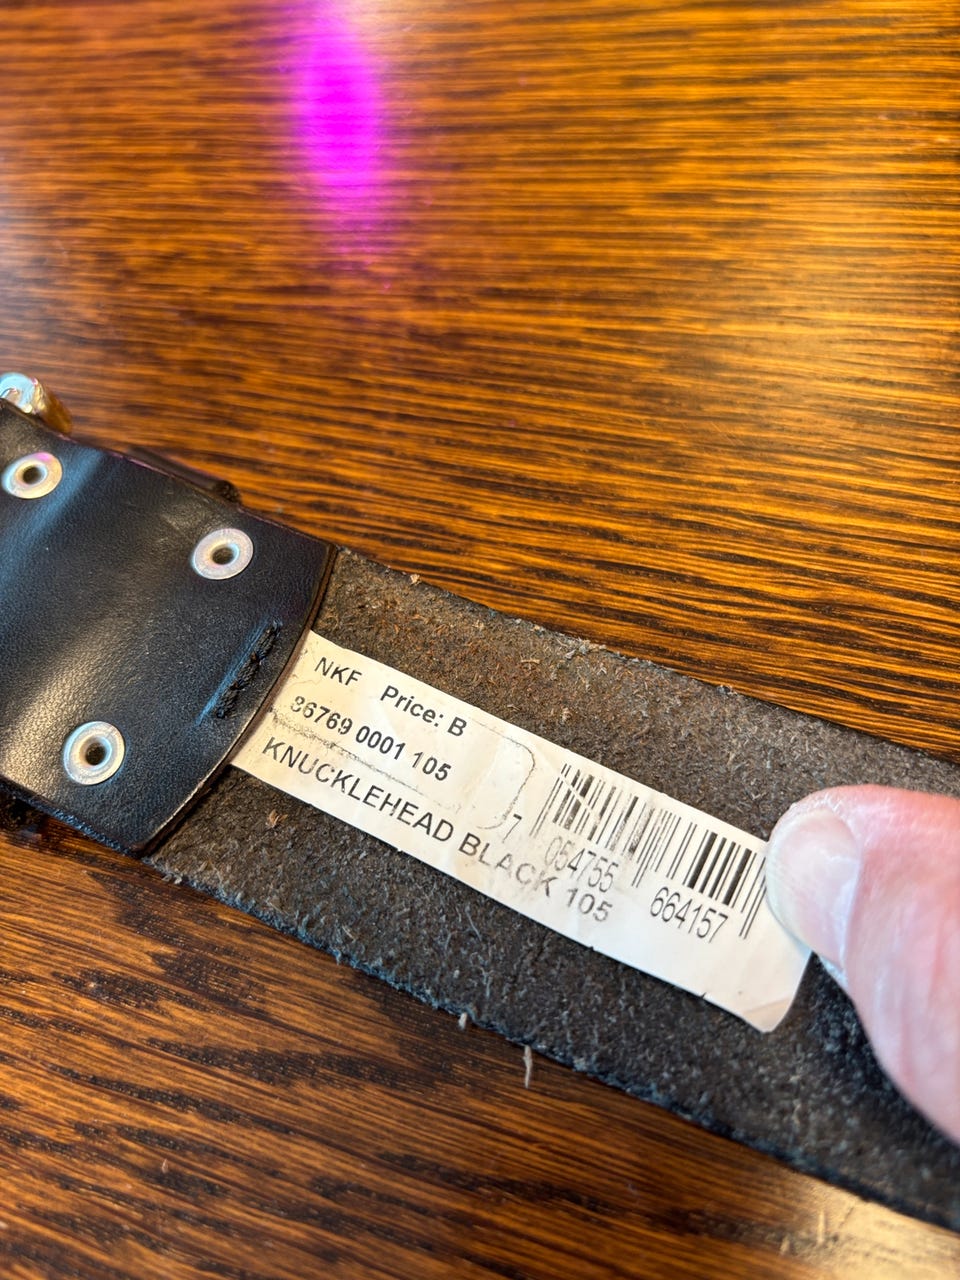 NKF Price: B
86769 0001 105
KNUCKLEHEAD BLACK 105
7 054755 664157